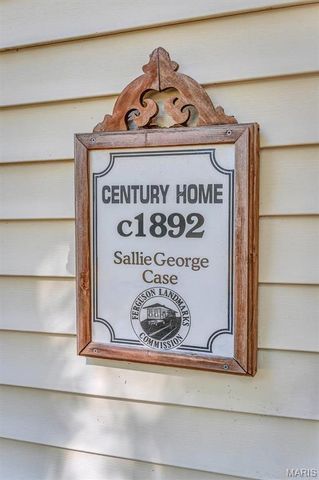 CENTURY HOME
c1892
Sallie George
Case
FERGUSON LANDMARKS
COMMISSION
MARIS